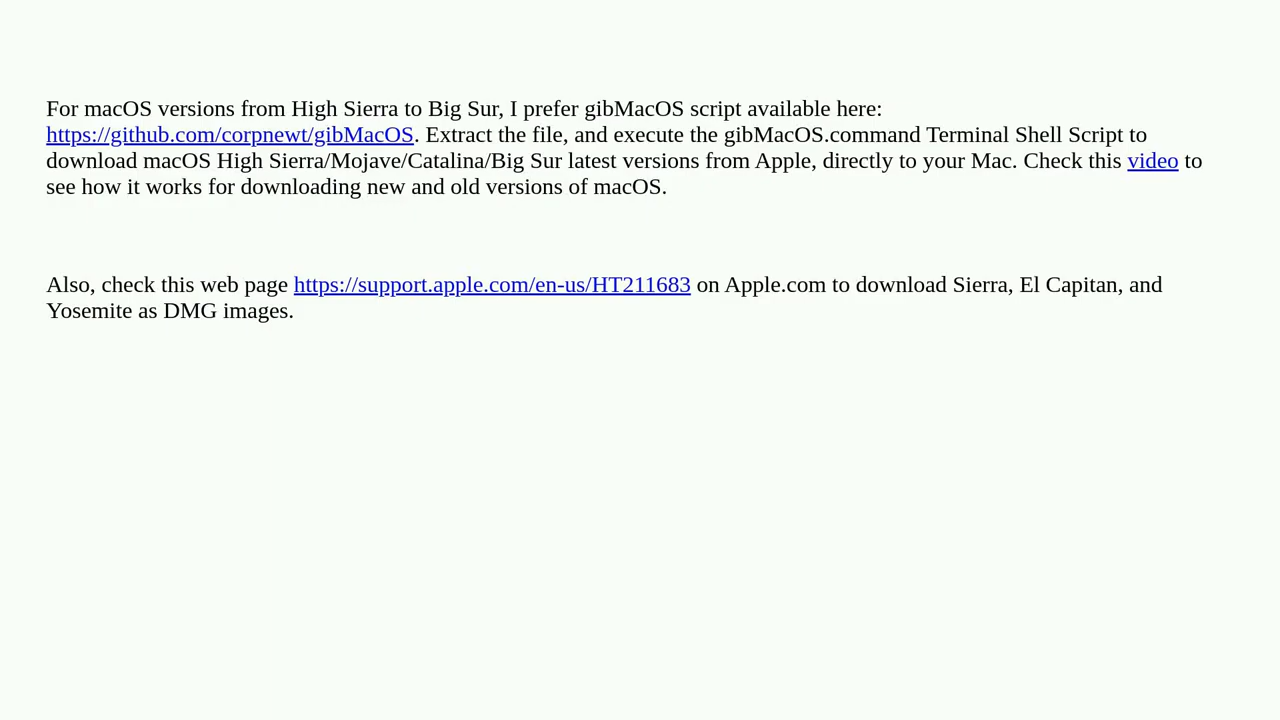 For macOS versions from High Sierra to Big Sur, I prefer gibMacOS script available here:
https://github.com/corpnewt/gibMacOS. Extract the file, and execute the gibMacOS.command Terminal Shell Script to
download macOS High Sierra/Mojave/Catalina/Big Sur latest versions from Apple, directly to your Mac. Check this video to
see how it works for downloading new and old versions of macOS.
Also, check this web page https://support.apple.com/en-us/HT211683 on Apple.com to download Sierra, El Capitan, and
Yosemite as DMG images.